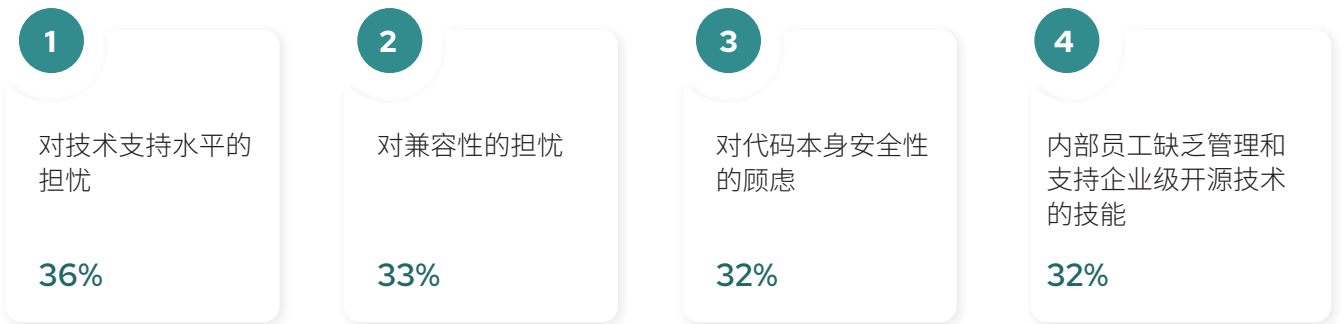 1
对技术支持水平的
担忧
36%
2
对兼容性的担忧
33%
3
对代码本身安全性
的顾虑
32%
4
内部员工缺乏管理和
支持企业级开源技术
的技能
32%